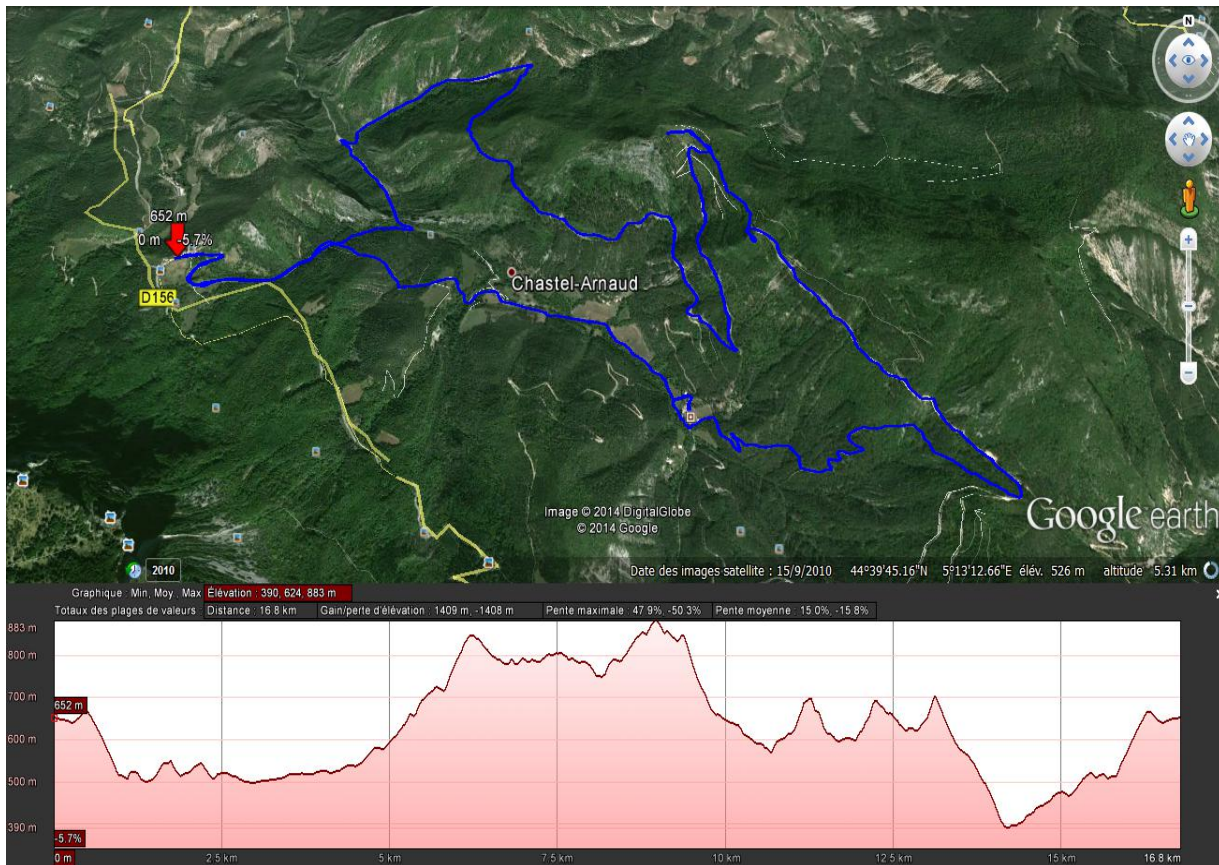 N
652 m
0 m -5.7%
D156
Chastel-Arnaud
Image © 2014 DigitalGlobe
© 2014 Google
Google earth
2010
Date des images satellite : 15/9/2010 44°39'45.16"N 5°13'12.66"E élév. 526 m altitude 5.31 km
Graphique : Min, Moy., Max Élévation : 390, 624, 883 m
Totaux des plages de valeurs : Distance : 16.8 km Gain/perte d'élévation : 1409 m, -1408 m Pente maximale : 47.9%, -50.3% Pente moyenne : 15.0%, -15.8%
883 m
800 m
700 m
652 m
600 m
500 m
390 m
-5.7%
0 m 2.5 km 5 km 7.5 km 10 km 12.5 km 15 km 16.8 km